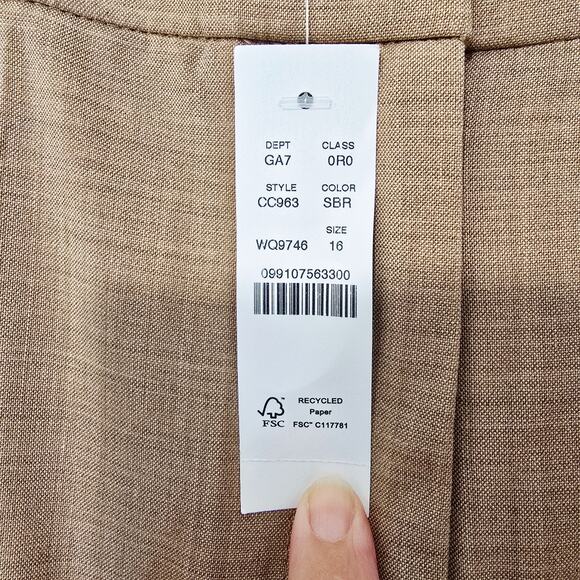 DEPT CLASS
GA7 0R0
STYLE COLOR
CC963 SBR
SIZE
WQ9746 16
099107563300
RECYCLED
Paper
FSC
FSC™ C117781